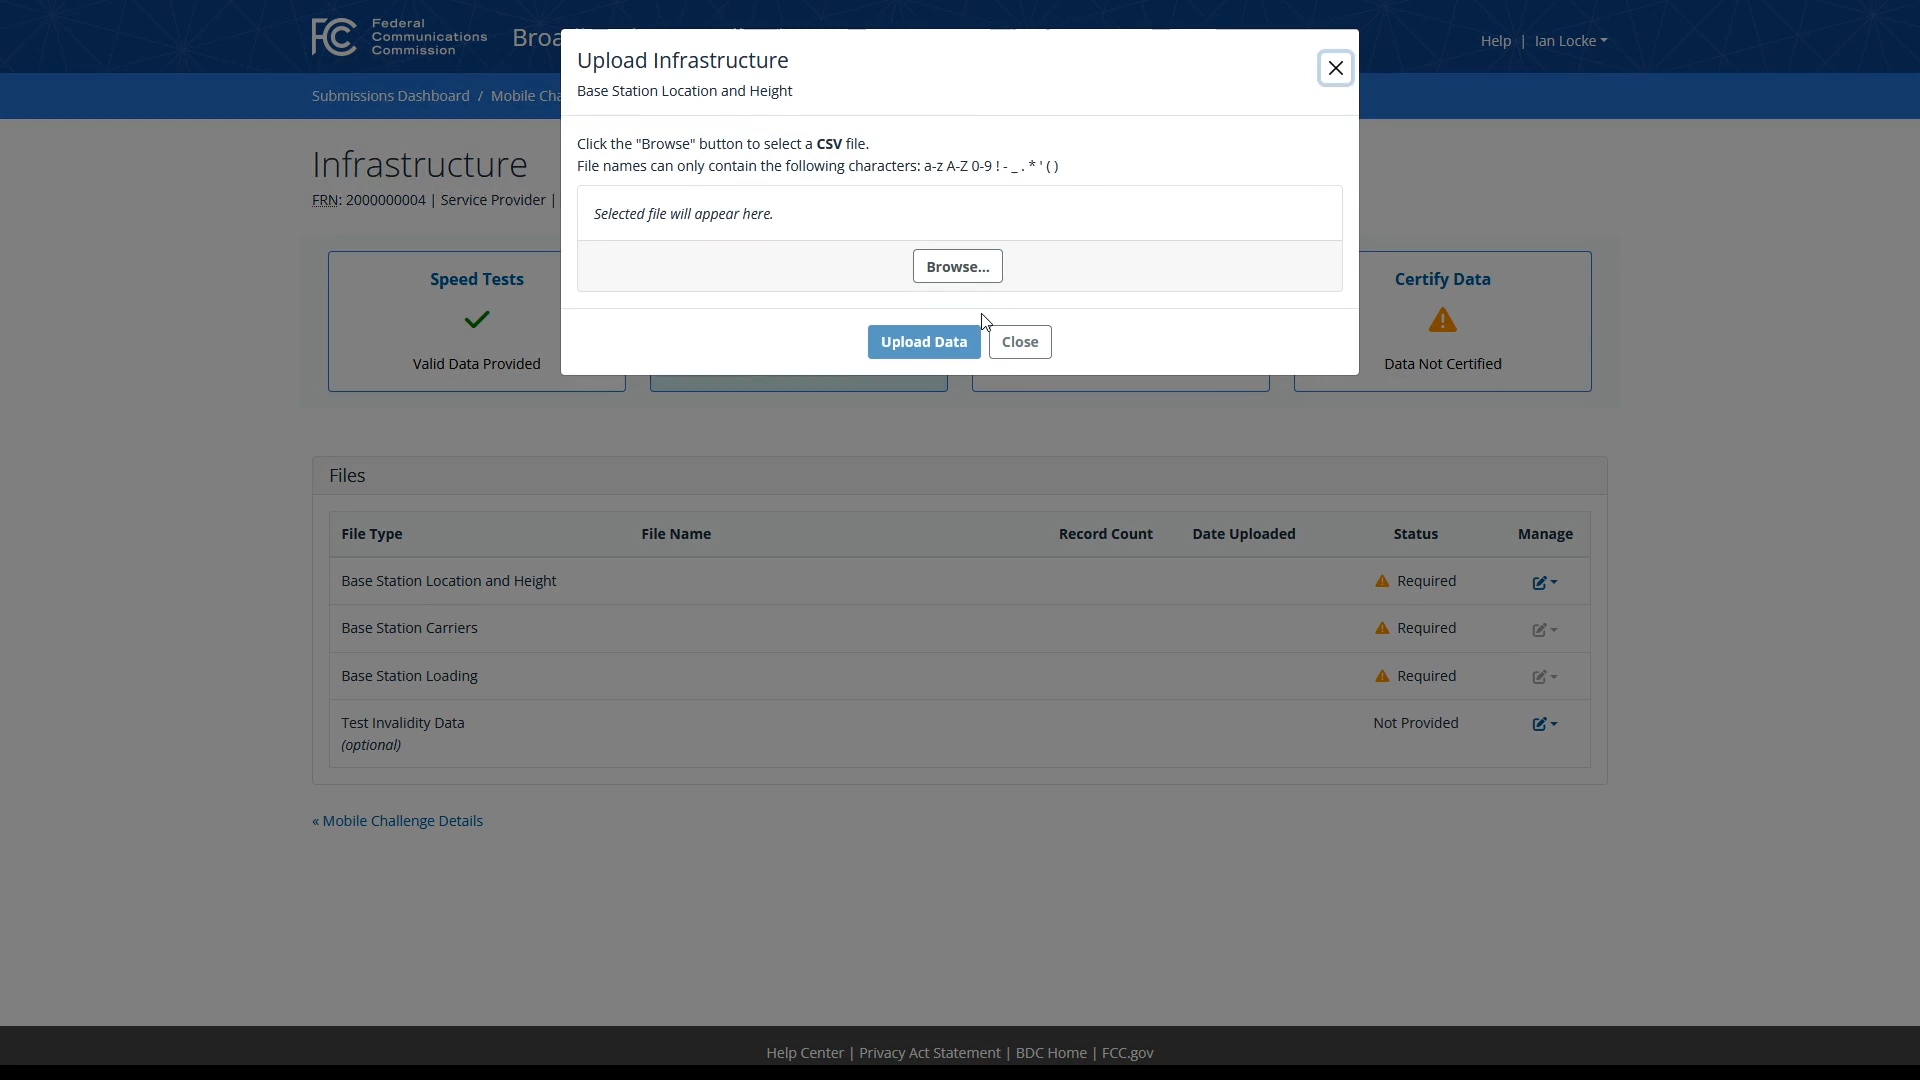 Federal
Communications
Commission
Help | Ian Locke
Submissions Dashboard / Mobile Cha
Infrastructure
FRN: 2000000004 | Service Provider |
Upload Infrastructure
Base Station Location and Height
Click the "Browse" button to select a CSV file.
File names can only contain the following characters: a-z A-Z 0-9 ! - _ . * ' ( )
Selected file will appear here.
Browse...
Upload Data
Close
Speed Tests
Valid Data Provided
Certify Data
Data Not Certified
Files
File Type File Name Record Count Date Uploaded Status Manage
Base Station Location and Height Required
Base Station Carriers Required
Base Station Loading Required
Test Invalidity Data Not Provided
(optional)
« Mobile Challenge Details
Help Center | Privacy Act Statement | BDC Home | FCC.gov